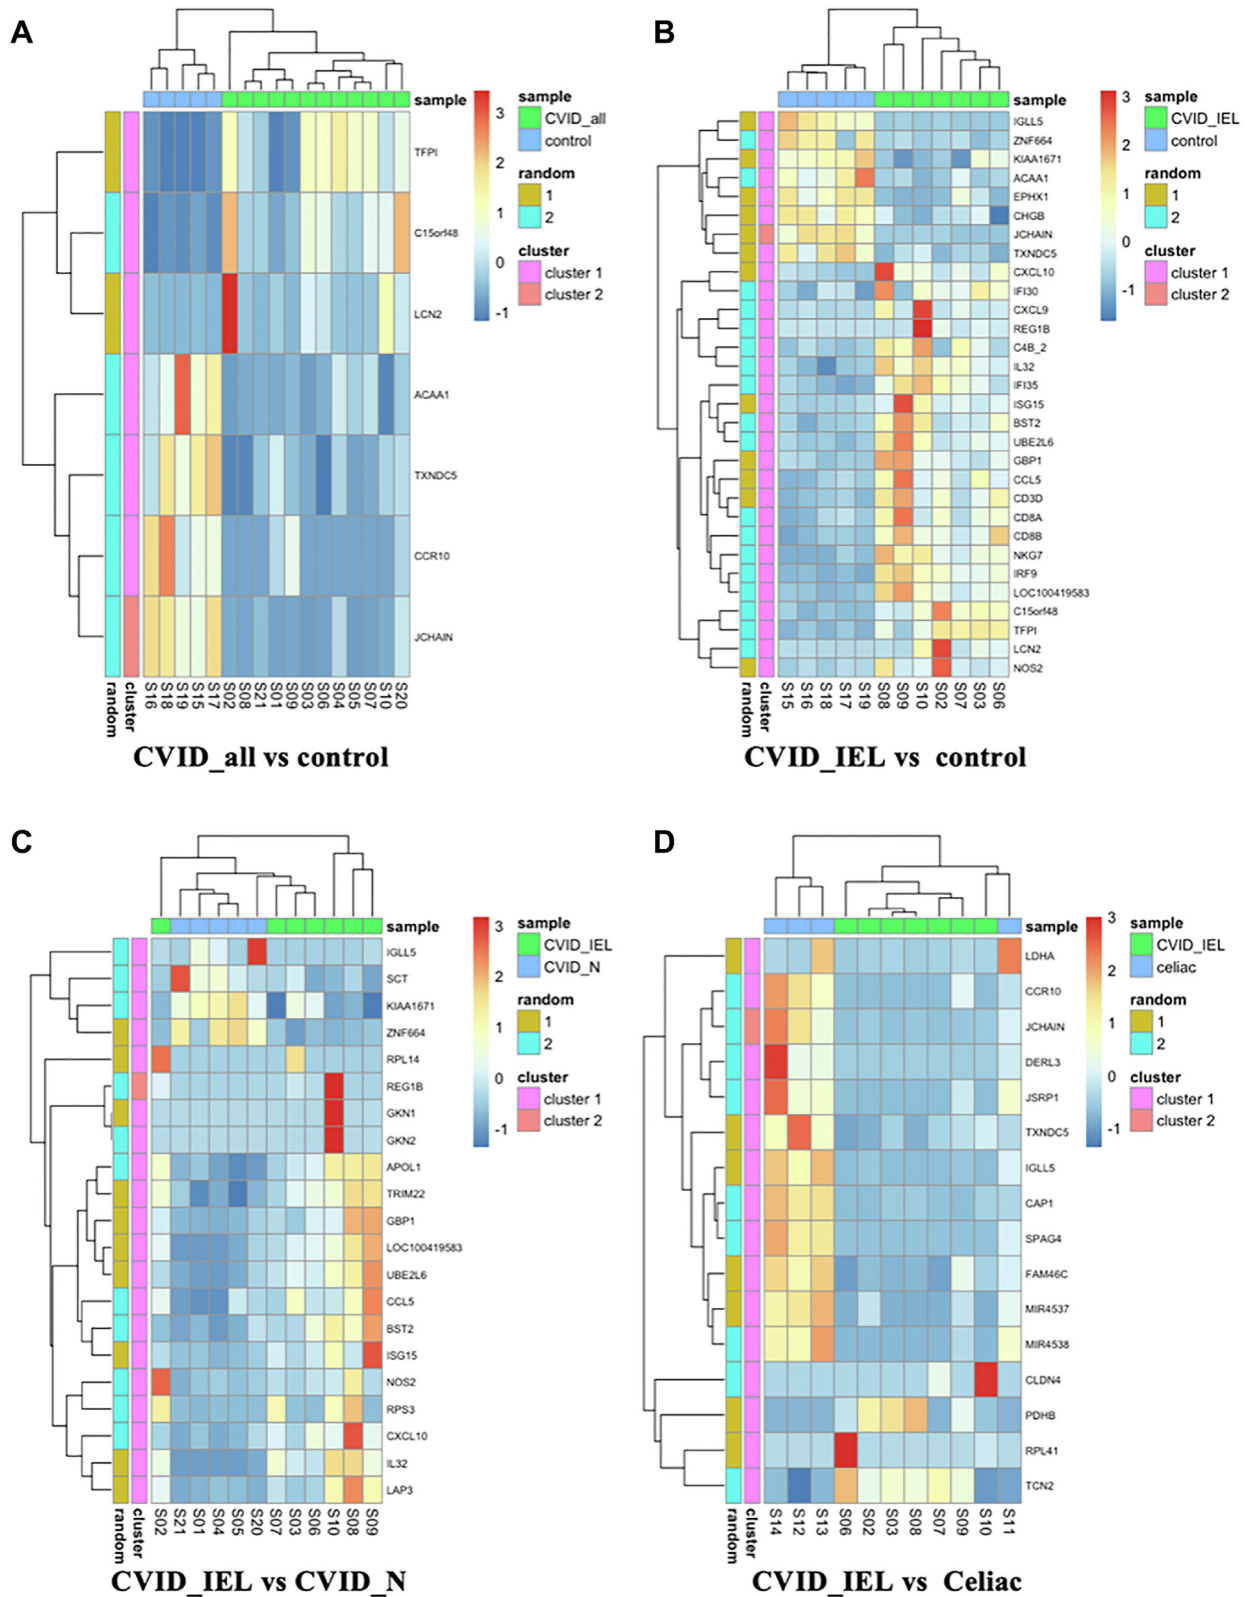 A
sample
TFPI
C15orf48
LCN2
ACAA1
TXNDC5
CCR10
JCHAIN
3
2
1
0
-1
sample
CVID_all
control
random
1
2
cluster
cluster 1
cluster 2
random
cluster
S16
S18
S19
S15
S17
S02
S08
S21
S01
S09
S03
S06
S04
S05
S07
S10
S20
CVID_all vs control
B
sample
IGLL5
ZNF664
KIAA1671
ACAA1
EPHX1
CHGB
JCHAIN
TXNDC5
CXCL10
IFI30
CXCL9
REG1B
C4B_2
IL32
IFI35
ISG15
BST2
UBE2L6
GBP1
CCL5
CD3D
CD8A
CD8B
NKG7
IRF9
LOC100419583
C15orf48
TFPI
LCN2
NOS2
3
2
1
0
-1
sample
CVID_IEL
control
random
1
2
cluster
cluster 1
cluster 2
random
cluster
S15
S16
S18
S17
S19
S08
S09
S10
S02
S07
S03
S06
CVID_IEL vs control
C
sample
IGLL5
SCT
KIAA1671
ZNF664
RPL14
REG1B
GKN1
GKN2
APOL1
TRIM22
GBP1
LOC100419583
UBE2L6
CCL5
BST2
ISG15
NOS2
RPS3
CXCL10
IL32
LAP3
3
2
1
0
-1
sample
CVID_IEL
CVID_N
random
1
2
cluster
cluster 1
cluster 2
random
cluster
S02
S21
S01
S04
S05
S20
S07
S03
S06
S10
S08
S09
CVID_IEL vs CVID_N
D
sample
LDHA
CCR10
JCHAIN
DERL3
JSRP1
TXNDC5
IGLL5
CAP1
SPAG4
FAM46C
MIR4537
MIR4538
CLDN4
PDHB
RPL41
TCN2
3
2
1
0
-1
sample
CVID_IEL
celiac
random
1
2
cluster
cluster 1
cluster 2
random
cluster
S14
S12
S13
S06
S02
S03
S08
S07
S09
S10
S11
CVID_IEL vs Celiac